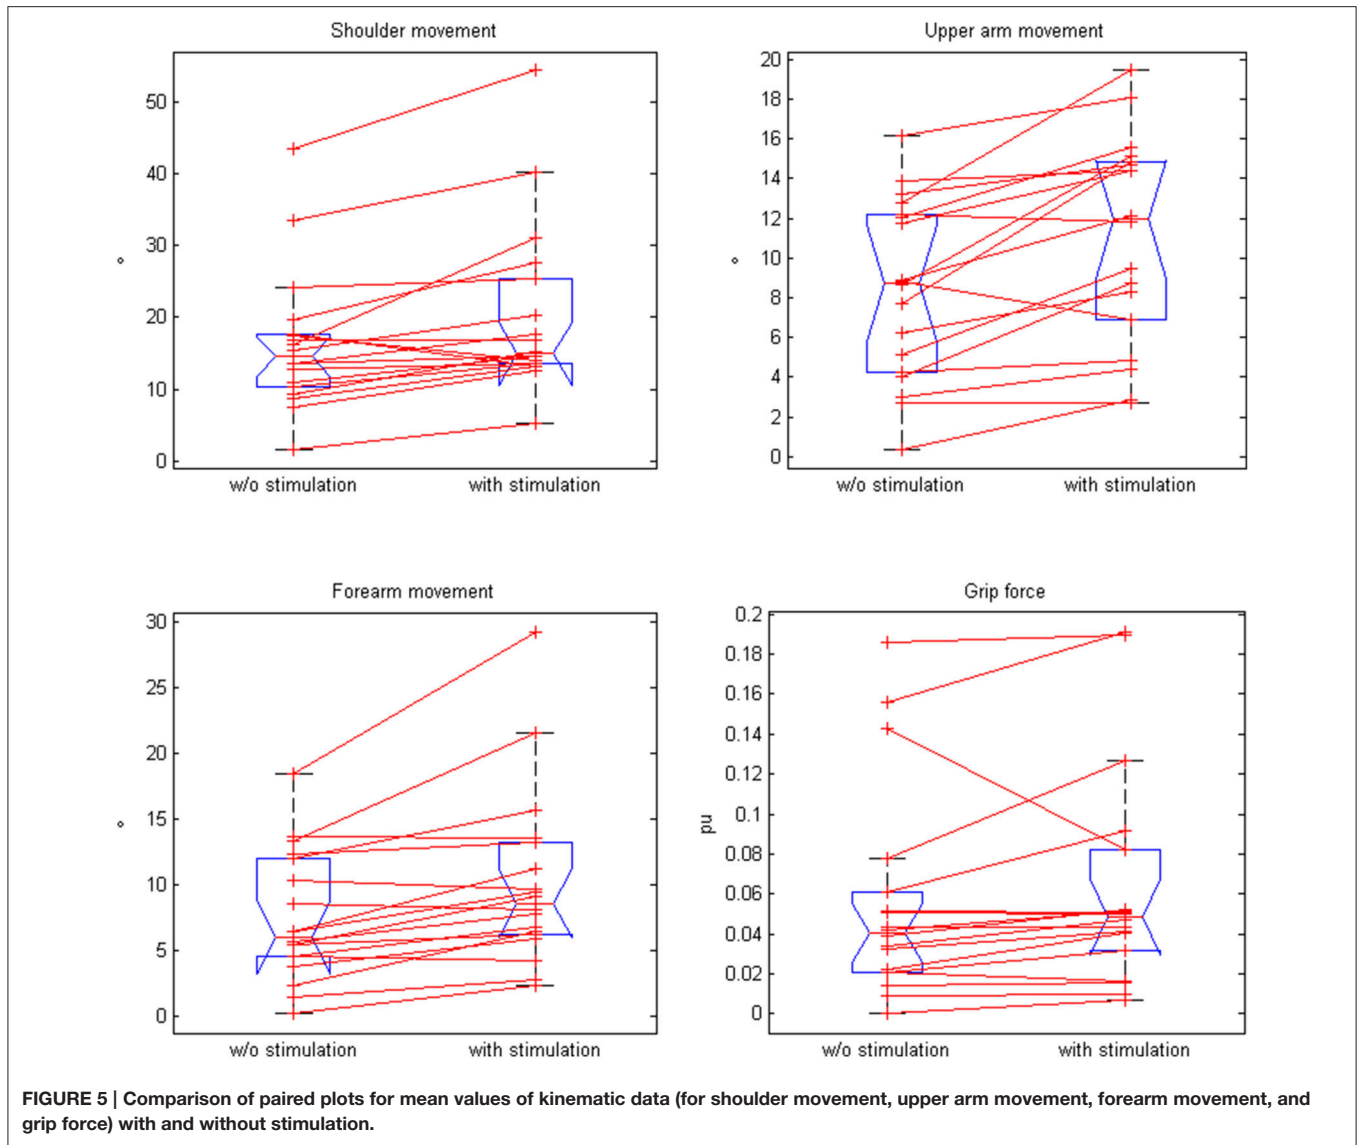 Shoulder movement
50
40
30
20
10
0
°
w/o stimulation
with stimulation
Upper arm movement
20
18
16
14
12
10
8
6
4
2
0
°
w/o stimulation
with stimulation
Forearm movement
30
25
20
15
10
5
0
°
w/o stimulation
with stimulation
Grip force
0.2
0.18
0.16
0.14
0.12
0.1
0.08
0.06
0.04
0.02
0
pu
w/o stimulation
with stimulation
FIGURE 5 | Comparison of paired plots for mean values of kinematic data (for shoulder movement, upper arm movement, forearm movement, and
grip force) with and without stimulation.